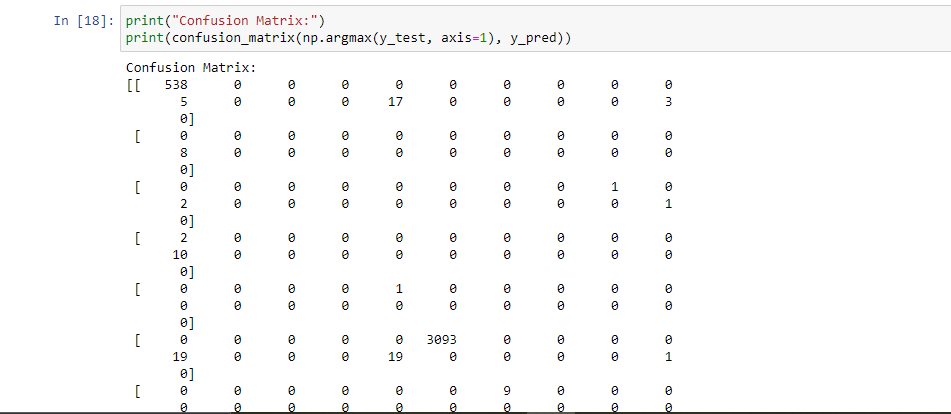 In [18]: print("Confusion Matrix:")
print(confusion_matrix(np.argmax(y_test, axis=1), y_pred))
Confusion Matrix:
[[ 538 0 0 0 0 0 0 0 0 0
5 0 0 0 17 0 0 0 0 3
0]
[ 0 0 0 0 0 0 0 0 0 0
8 0 0 0 0 0 0 0 0 0
0]
[ 0 0 0 0 0 0 0 0 1 0
2 0 0 0 0 0 0 0 0 1
0]
[ 2 0 0 0 0 0 0 0 0 0
10 0 0 0 0 0 0 0 0 0
0]
[ 0 0 0 0 1 0 0 0 0 0
0 0 0 0 0 0 0 0 0 0
0]
[ 0 0 0 0 0 3093 0 0 0 0
19 0 0 0 19 0 0 0 0 1
0]
[ 0 0 0 0 0 0 9 0 0 0
0 0 0 0 0 0 0 0 0 0